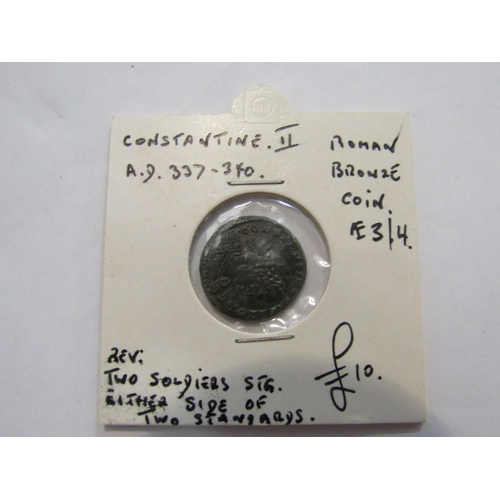 CONSTANTINE. II
A.D. 337-340.
ROMAN
BRONZE
COIN.
Æ3/4.
REV:
TWO SOLDIERS STG.
EITHER SIDE OF
TWO STANDARDS.
£10.